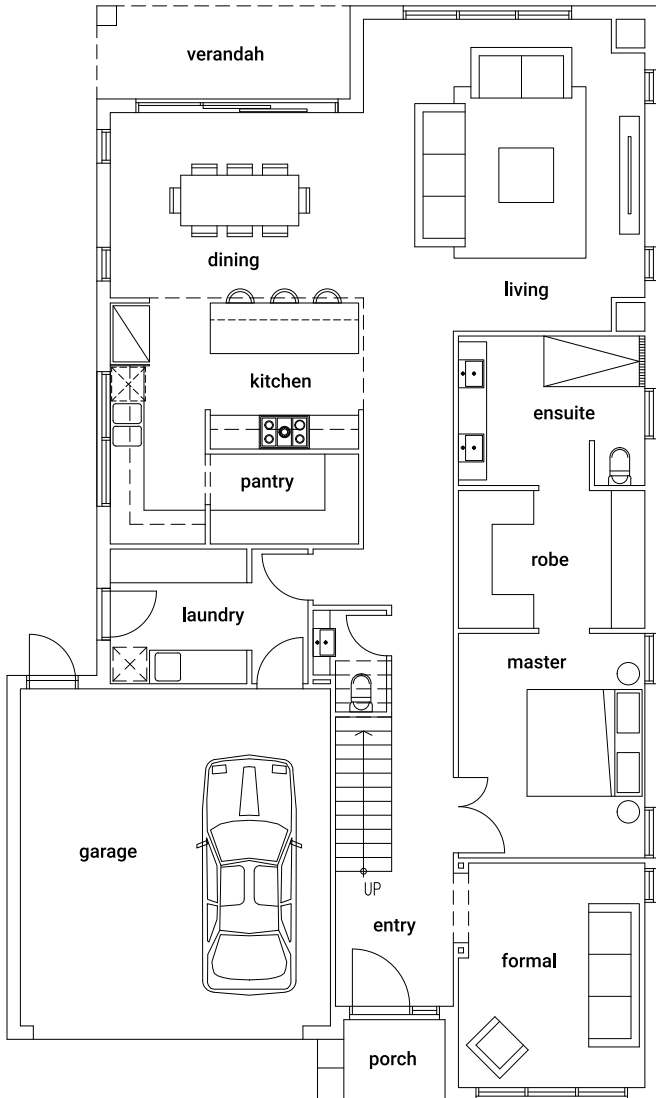 verandah
dining
living
kitchen
ensuite
pantry
robe
laundry
master
garage
UP
entry
formal
porch